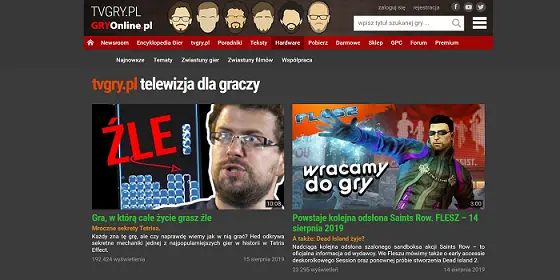 TVGRY.PL
GRYOnline.pl
zaloguj się rejestracja
wpisz tytuł szukanej gry ...
Newsroom Encyklopedia Gier tvgry.pl Poradniki Teksty Hardware Pobierz Darmowe Sklep GPC Forum Premium
Najnowsze Tematy Zwiastuny gier Zwiastuny filmów Współpraca
tvgry.pl telewizja dla graczy
ŹLE
10:08
FLESZ
wracamy
do gry
3:00
Gra, w którą całe życie grasz źle
Mroczne sekrety Tetrisa.
Każdy zna tę grę, ale czy naprawdę wiemy jak w nią grać? Hed odkrywa
sekretne mechaniki jednej z najpopularniejszych gier w historii w Tetris
Effect.
192 424 wyświetlenia 15 sierpnia 2019
Powstaje kolejna odsłona Saints Row. FLESZ – 14
sierpnia 2019
A także: Dead Island żyje?
Nadciąga kolejna odsłona szalonego sandboksa akcji Saints Row – to
oficjalna informacja od wydawcy. We Fleszu mówimy także o early accessie
deskorolkowego Session oraz ponownej próbie stworzenia Dead Island 2.
53 295 wyświetleń 14 sierpnia 2019